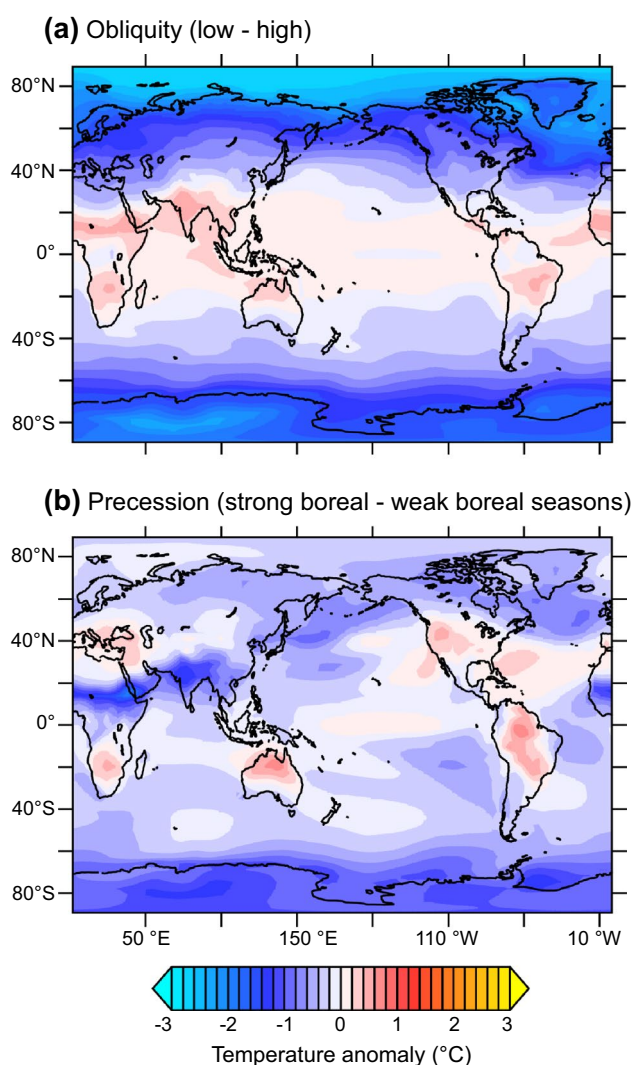 (a) Obliquity (low - high)
80°N
40°N
0°
40°S
80°S
(b) Precession (strong boreal - weak boreal seasons)
80°N
40°N
0°
40°S
80°S
50 °E 150 °E 110 °W 10 °W
-3 -2 -1 0 1 2 3
Temperature anomaly (°C)